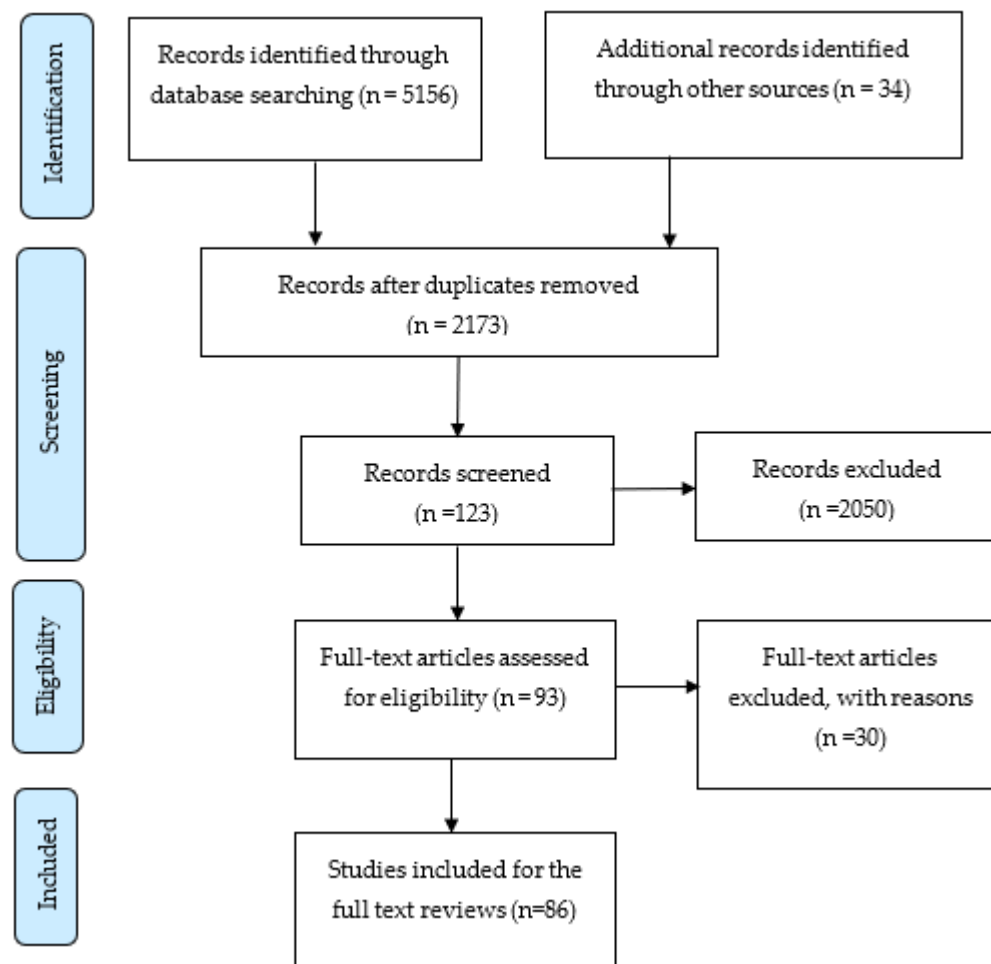 Identification
Records identified through
database searching (n = 5156)
Additional records identified
through other sources (n = 34)
Screening
Records after duplicates removed
(n = 2173)
Records screened
(n =123)
Records excluded
(n =2050)
Eligibility
Full-text articles assessed
for eligibility (n = 93)
Full-text articles
excluded, with reasons
(n =30)
Included
Studies included for the
full text reviews (n=86)